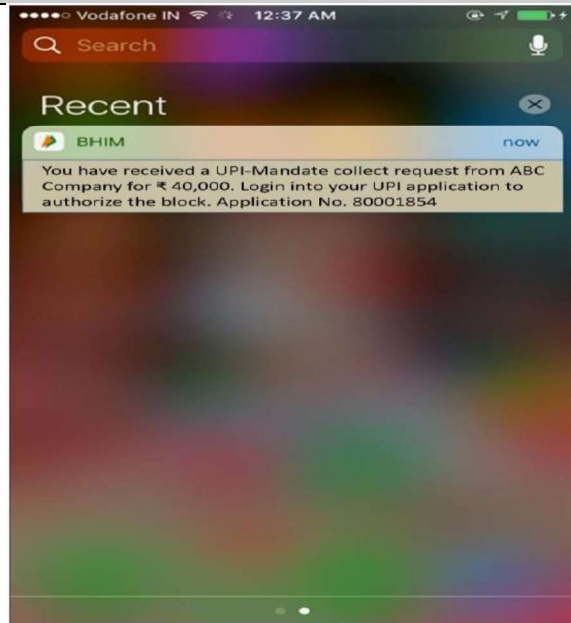 Vodafone IN 12:37 AM
Search
Recent
BHIM now
You have received a UPI-Mandate collect request from ABC
Company for ₹ 40,000. Login into your UPI application to
authorize the block. Application No. 80001854